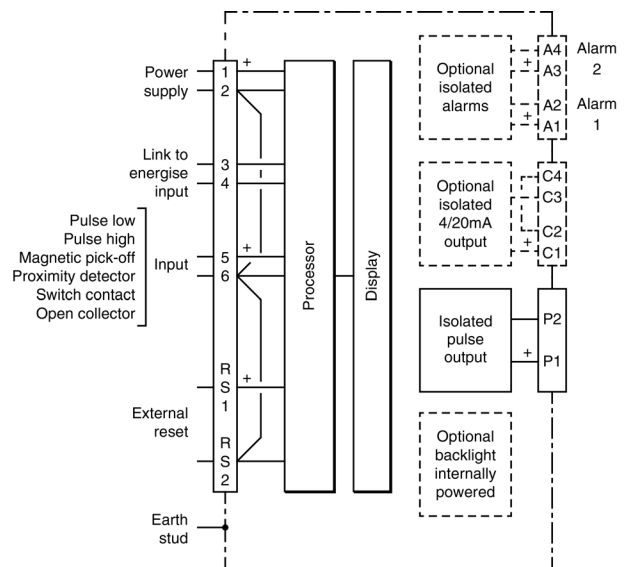 Power
supply
+
1
2
Link to
energise
input
3
4
Pulse low
Pulse high
Magnetic pick-off
Proximity detector
Switch contact
Open collector
Input
+
5
6
External
reset
R
S
1
+
R
S
2
Earth
stud
Processor
Display
Optional
isolated
alarms
+
+
A4
A3
A2
A1
Alarm
2
Alarm
1
Optional
isolated
4/20mA
output
+
C4
C3
C2
C1
Isolated
pulse
output
+
P2
P1
Optional
backlight
internally
powered